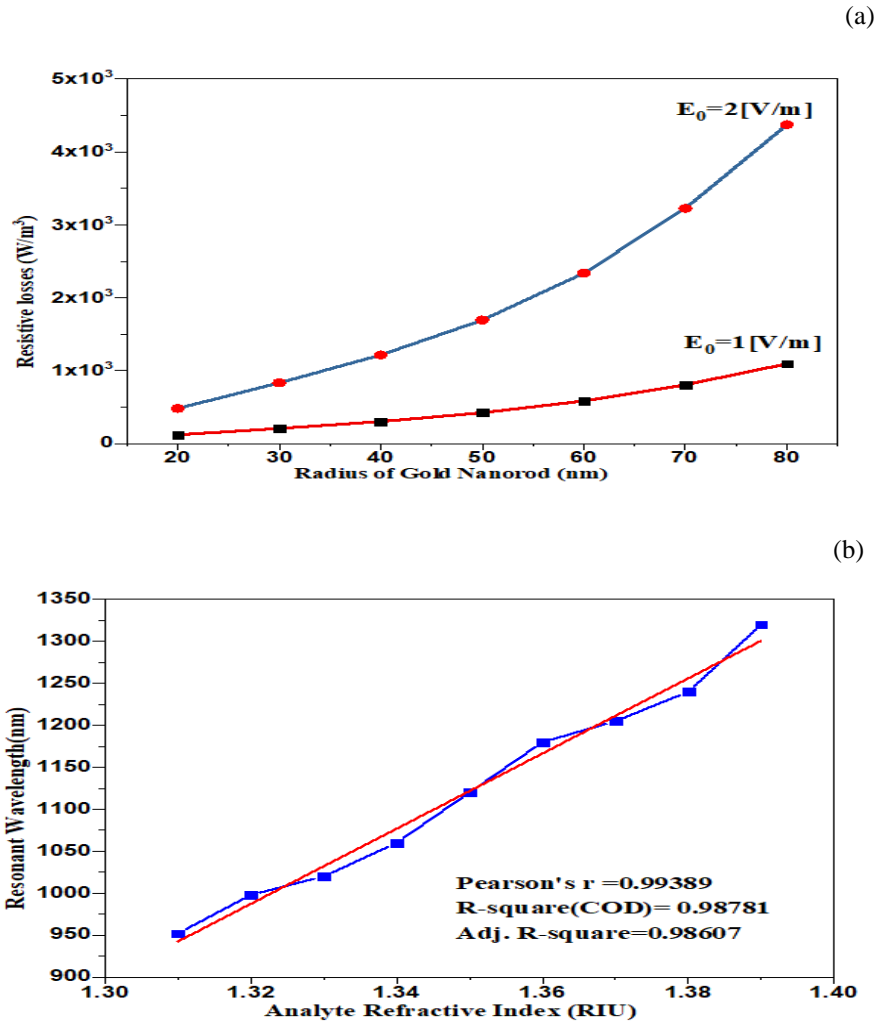 (a)
5x10³
4x10³
3x10³
2x10³
1x10³
0
Resistive losses (W/m³)
E₀=2[V/m]
E₀=1[V/m]
20 30 40 50 60 70 80
Radius of Gold Nanorod (nm)
(b)
1350
1300
1250
1200
1150
1100
1050
1000
950
900
Resonant Wavelength(nm)
Pearson's r =0.99389
R-square(COD)= 0.98781
Adj. R-square=0.98607
1.30 1.32 1.34 1.36 1.38 1.40
Analyte Refractive Index (RIU)